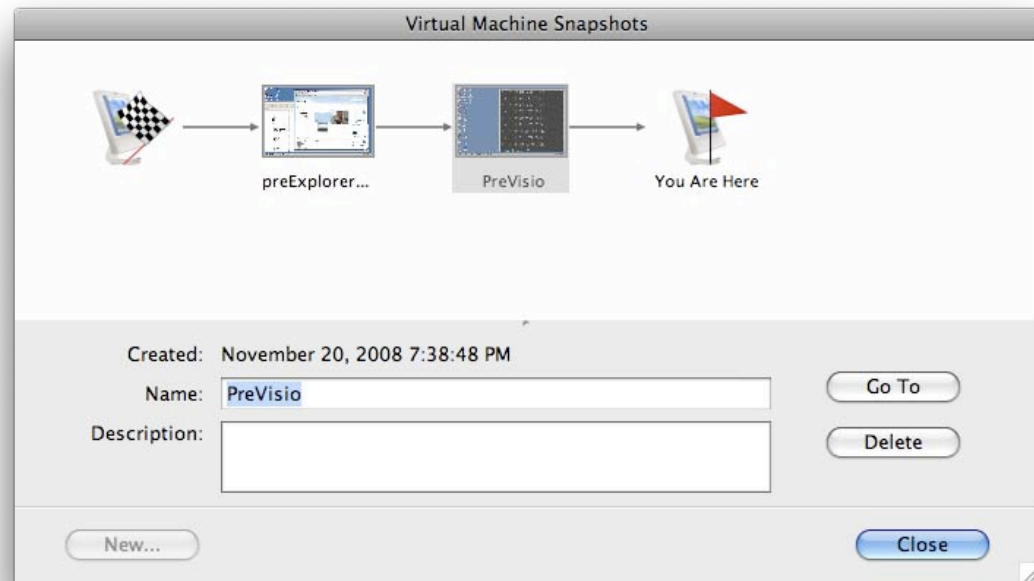 Virtual Machine Snapshots
preExplorer...
PreVisio
You Are Here
Created: November 20, 2008 7:38:48 PM
Name: PreVisio
Go To
Description:
Delete
New...
Close